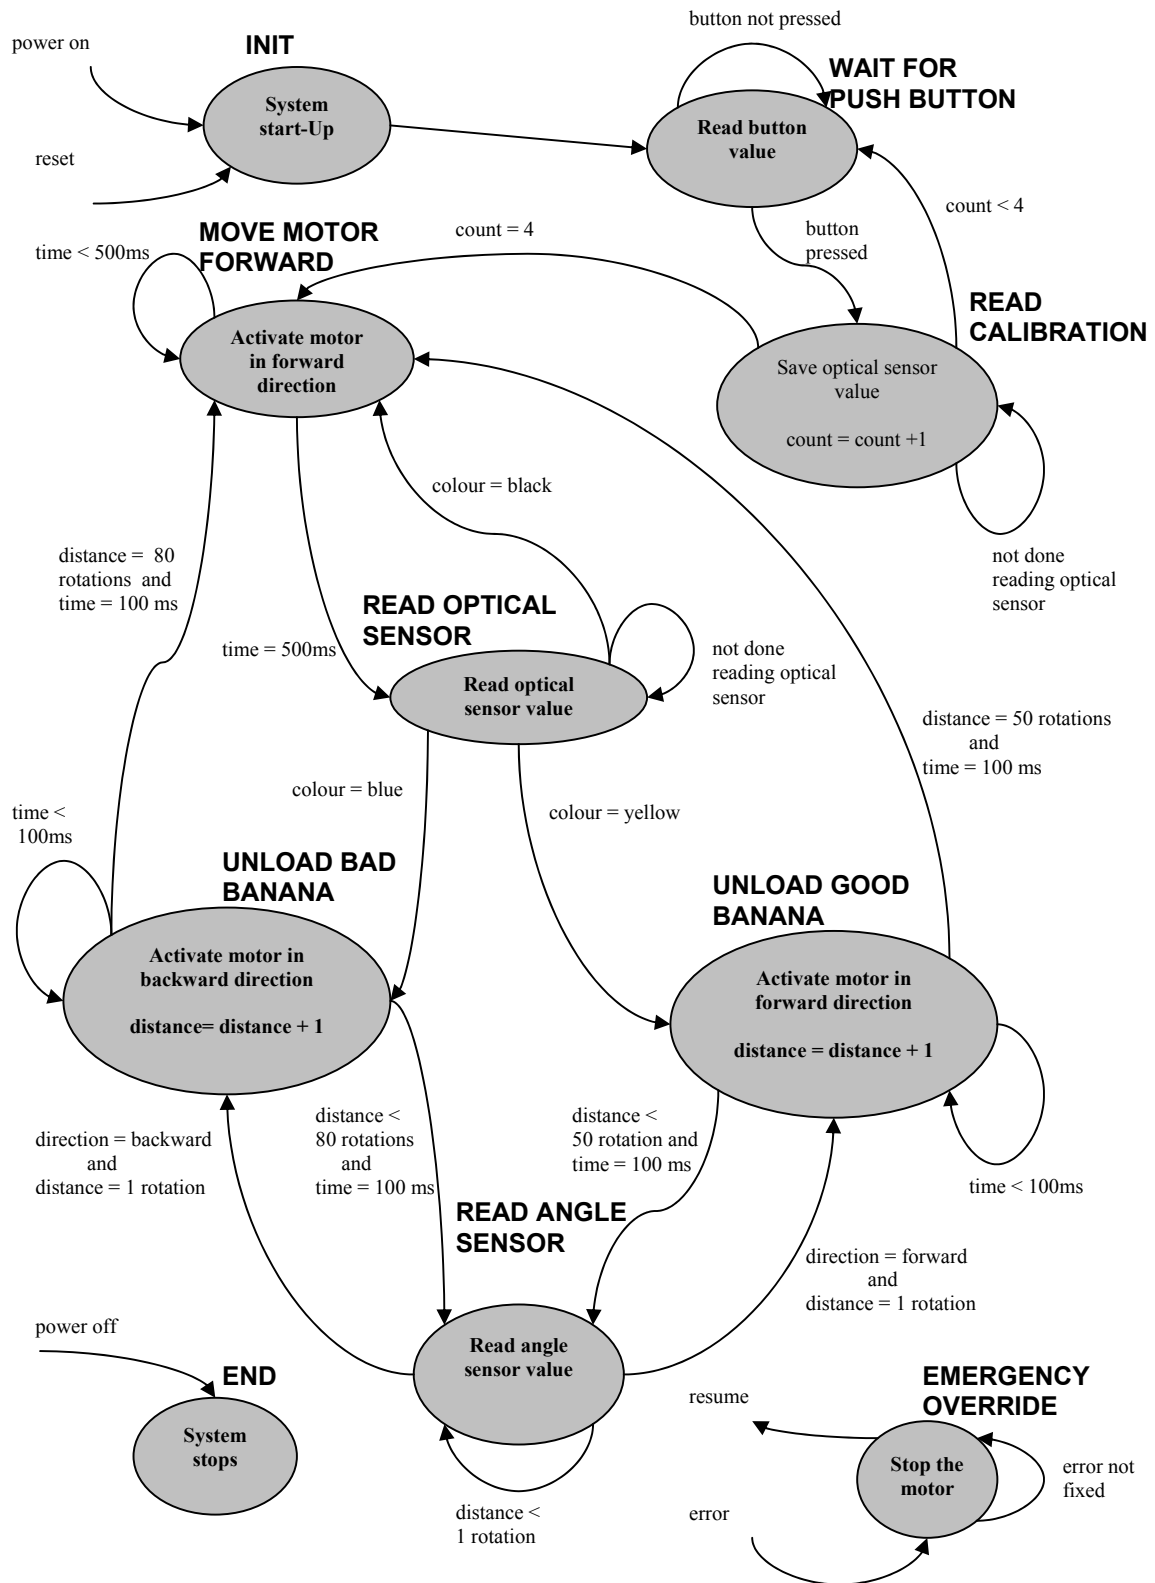 button not pressed
power on
INIT
WAIT FOR
PUSH BUTTON
System
start-Up
Read button
value
reset
count < 4
MOVE MOTOR
FORWARD
count = 4
button
pressed
time < 500ms
READ
CALIBRATION
Activate motor
in forward
direction
Save optical sensor
value
count = count +1
colour = black
distance =  80
rotations  and
time = 100 ms
not done
reading optical
sensor
READ OPTICAL
SENSOR
time = 500ms
not done
reading optical
sensor
Read optical
sensor value
distance = 50 rotations
and
time = 100 ms
colour = blue
colour = yellow
time <
100ms
UNLOAD BAD
BANANA
UNLOAD GOOD
BANANA
Activate motor in
backward direction
distance= distance + 1
Activate motor in
forward direction
distance = distance + 1
direction = backward
and
distance = 1 rotation
distance <
80 rotations
and
time = 100 ms
distance <
50 rotation and
time = 100 ms
time < 100ms
READ ANGLE
SENSOR
direction = forward
and
distance = 1 rotation
power off
Read angle
sensor value
END
EMERGENCY
OVERRIDE
resume
System
stops
Stop the
motor
error not
fixed
distance <
1 rotation
error